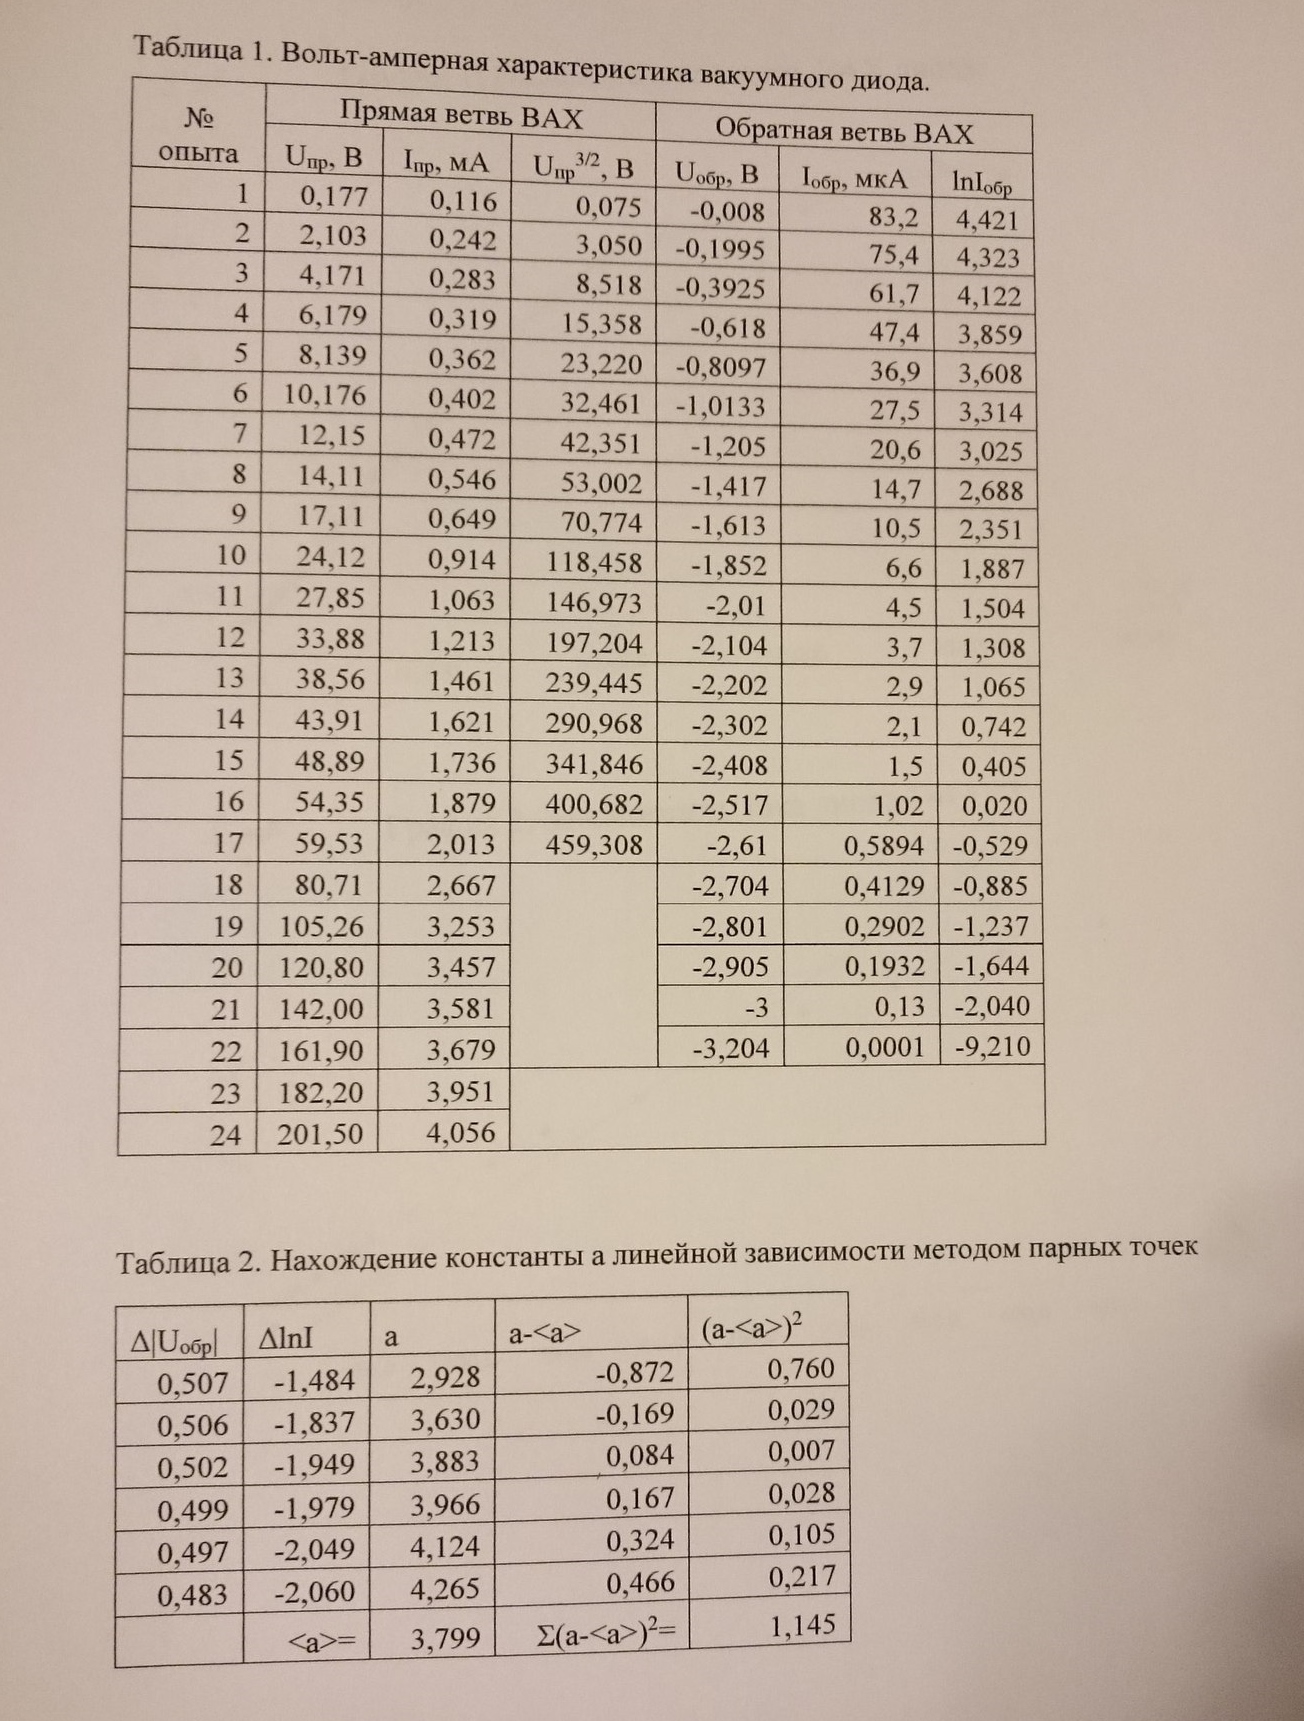 Таблица 1. Вольт-амперная характеристика вакуумного диода.
№ опыта Прямая ветвь ВАХ Обратная ветвь ВАХ
Uпр, В Iпр, мА Uпр^3/2, В Uобр, В Iобр, мкА lnIобр
1 0,177 0,116 0,075 -0,008 83,2 4,421
2 2,103 0,242 3,050 -0,1995 75,4 4,323
3 4,171 0,283 8,518 -0,3925 61,7 4,122
4 6,179 0,319 15,358 -0,618 47,4 3,859
5 8,139 0,362 23,220 -0,8097 36,9 3,608
6 10,176 0,402 32,461 -1,0133 27,5 3,314
7 12,15 0,472 42,351 -1,205 20,6 3,025
8 14,11 0,546 53,002 -1,417 14,7 2,688
9 17,11 0,649 70,774 -1,613 10,5 2,351
10 24,12 0,914 118,458 -1,852 6,6 1,887
11 27,85 1,063 146,973 -2,01 4,5 1,504
12 33,88 1,213 197,204 -2,104 3,7 1,308
13 38,56 1,461 239,445 -2,202 2,9 1,065
14 43,91 1,621 290,968 -2,302 2,1 0,742
15 48,89 1,736 341,846 -2,408 1,5 0,405
16 54,35 1,879 400,682 -2,517 1,02 0,020
17 59,53 2,013 459,308 -2,61 0,5894 -0,529
18 80,71 2,667 -2,704 0,4129 -0,885
19 105,26 3,253 -2,801 0,2902 -1,237
20 120,80 3,457 -2,905 0,1932 -1,644
21 142,00 3,581 -3 0,13 -2,040
22 161,90 3,679 -3,204 0,0001 -9,210
23 182,20 3,951
24 201,50 4,056
Таблица 2. Нахождение константы а линейной зависимости методом парных точек
Δ|Uобр| ΔlnI a a-<a> (a-<a>)²
0,507 -1,484 2,928 -0,872 0,760
0,506 -1,837 3,630 -0,169 0,029
0,502 -1,949 3,883 0,084 0,007
0,499 -1,979 3,966 0,167 0,028
0,497 -2,049 4,124 0,324 0,105
0,483 -2,060 4,265 0,466 0,217
<a>= 3,799 Σ(a-<a>)²= 1,145